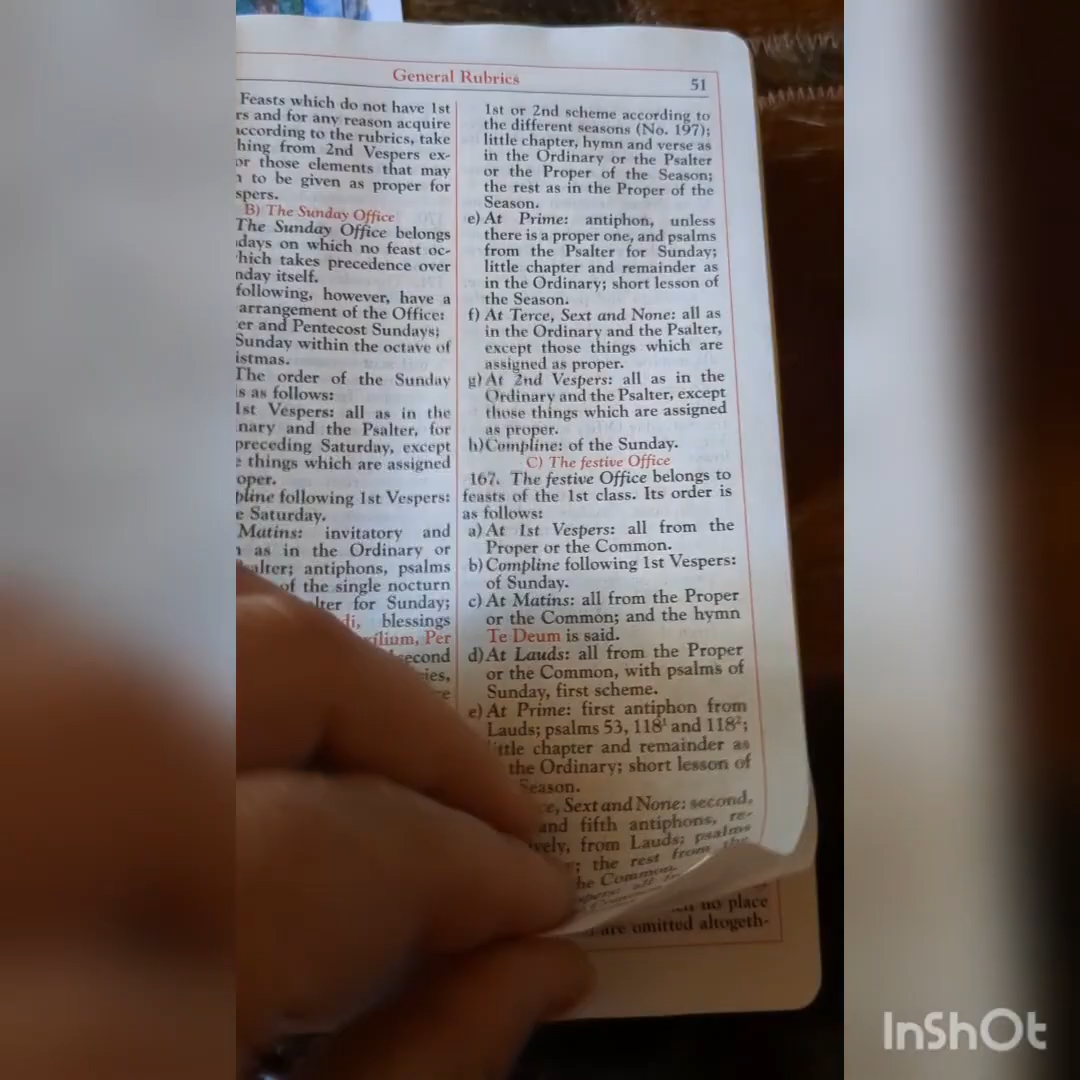 General Rubrics
51
Feasts which do not have 1st
rs and for any reason acquire
according to the rubrics, take
hing from 2nd Vespers ex-
or those elements that may
to be given as proper for
spers.
B) The Sunday Office
The Sunday Office belongs
days on which no feast oc-
hich takes precedence over
nday itself.
following, however, have a
arrangement of the Office:
er and Pentecost Sundays;
Sunday within the octave of
istmas.
The order of the Sunday
is as follows:
1st Vespers: all as in the
nary and the Psalter, for
preceding Saturday, except
e things which are assigned
oper.
pline following 1st Vespers:
e Saturday.
Matins: invitatory and
as in the Ordinary or
alter; antiphons, psalms
of the single nocturn
lter for Sunday;
di, blessings
xilium, Per
second
ies,
re
1st or 2nd scheme according to
the different seasons (No. 197);
little chapter, hymn and verse as
in the Ordinary or the Psalter
or the Proper of the Season;
the rest as in the Proper of the
Season.
e) At Prime: antiphon, unless
there is a proper one, and psalms
from the Psalter for Sunday;
little chapter and remainder as
in the Ordinary; short lesson of
the Season.
f) At Terce, Sext and None: all as
in the Ordinary and the Psalter,
except those things which are
assigned as proper.
g) At 2nd Vespers: all as in the
Ordinary and the Psalter, except
those things which are assigned
as proper.
h) Compline: of the Sunday.
C) The festive Office
167. The festive Office belongs to
feasts of the 1st class. Its order is
as follows:
a) At 1st Vespers: all from the
Proper or the Common.
b) Compline following 1st Vespers:
of Sunday.
c) At Matins: all from the Proper
or the Common; and the hymn
Te Deum is said.
d) At Lauds: all from the Proper
or the Common, with psalms of
Sunday, first scheme.
e) At Prime: first antiphon from
Lauds; psalms 53, 118¹ and 118²;
ittle chapter and remainder as
the Ordinary; short lesson of
Season.
ce, Sext and None: second,
and fifth antiphons, re-
vely, from Lauds; psalms
; the rest from the
he Common.
no place
are omitted altogeth-
InShOt